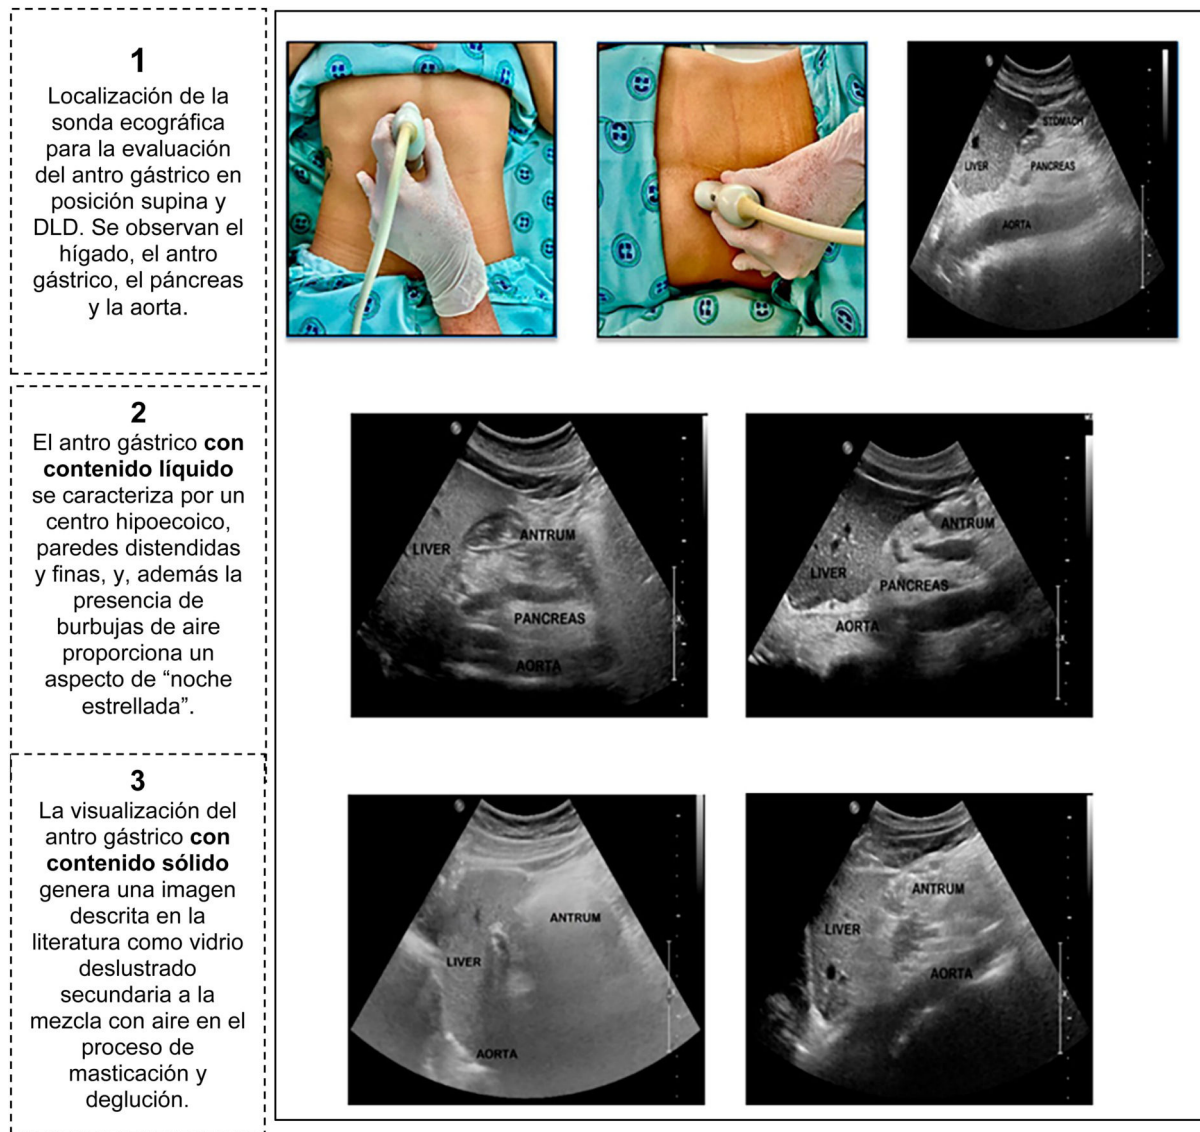 1
Localización de la
sonda ecográfica
para la evaluación
del antro gástrico en
posición supina y
DLD. Se observan el
hígado, el antro
gástrico, el páncreas
y la aorta.
STOMACH
LIVER
PANCREAS
AORTA
2
El antro gástrico con
contenido líquido
se caracteriza por un
centro hipoecoico,
paredes distendidas
y finas, y, además la
presencia de
burbujas de aire
proporciona un
aspecto de “noche
estrellada”.
ANTRUM
LIVER
PANCREAS
AORTA
ANTRUM
LIVER
PANCREAS
AORTA
3
La visualización del
antro gástrico con
contenido sólido
genera una imagen
descrita en la
literatura como vidrio
deslustrado
secundaria a la
mezcla con aire en el
proceso de
masticación y
deglución.
ANTRUM
LIVER
AORTA
ANTRUM
LIVER
AORTA